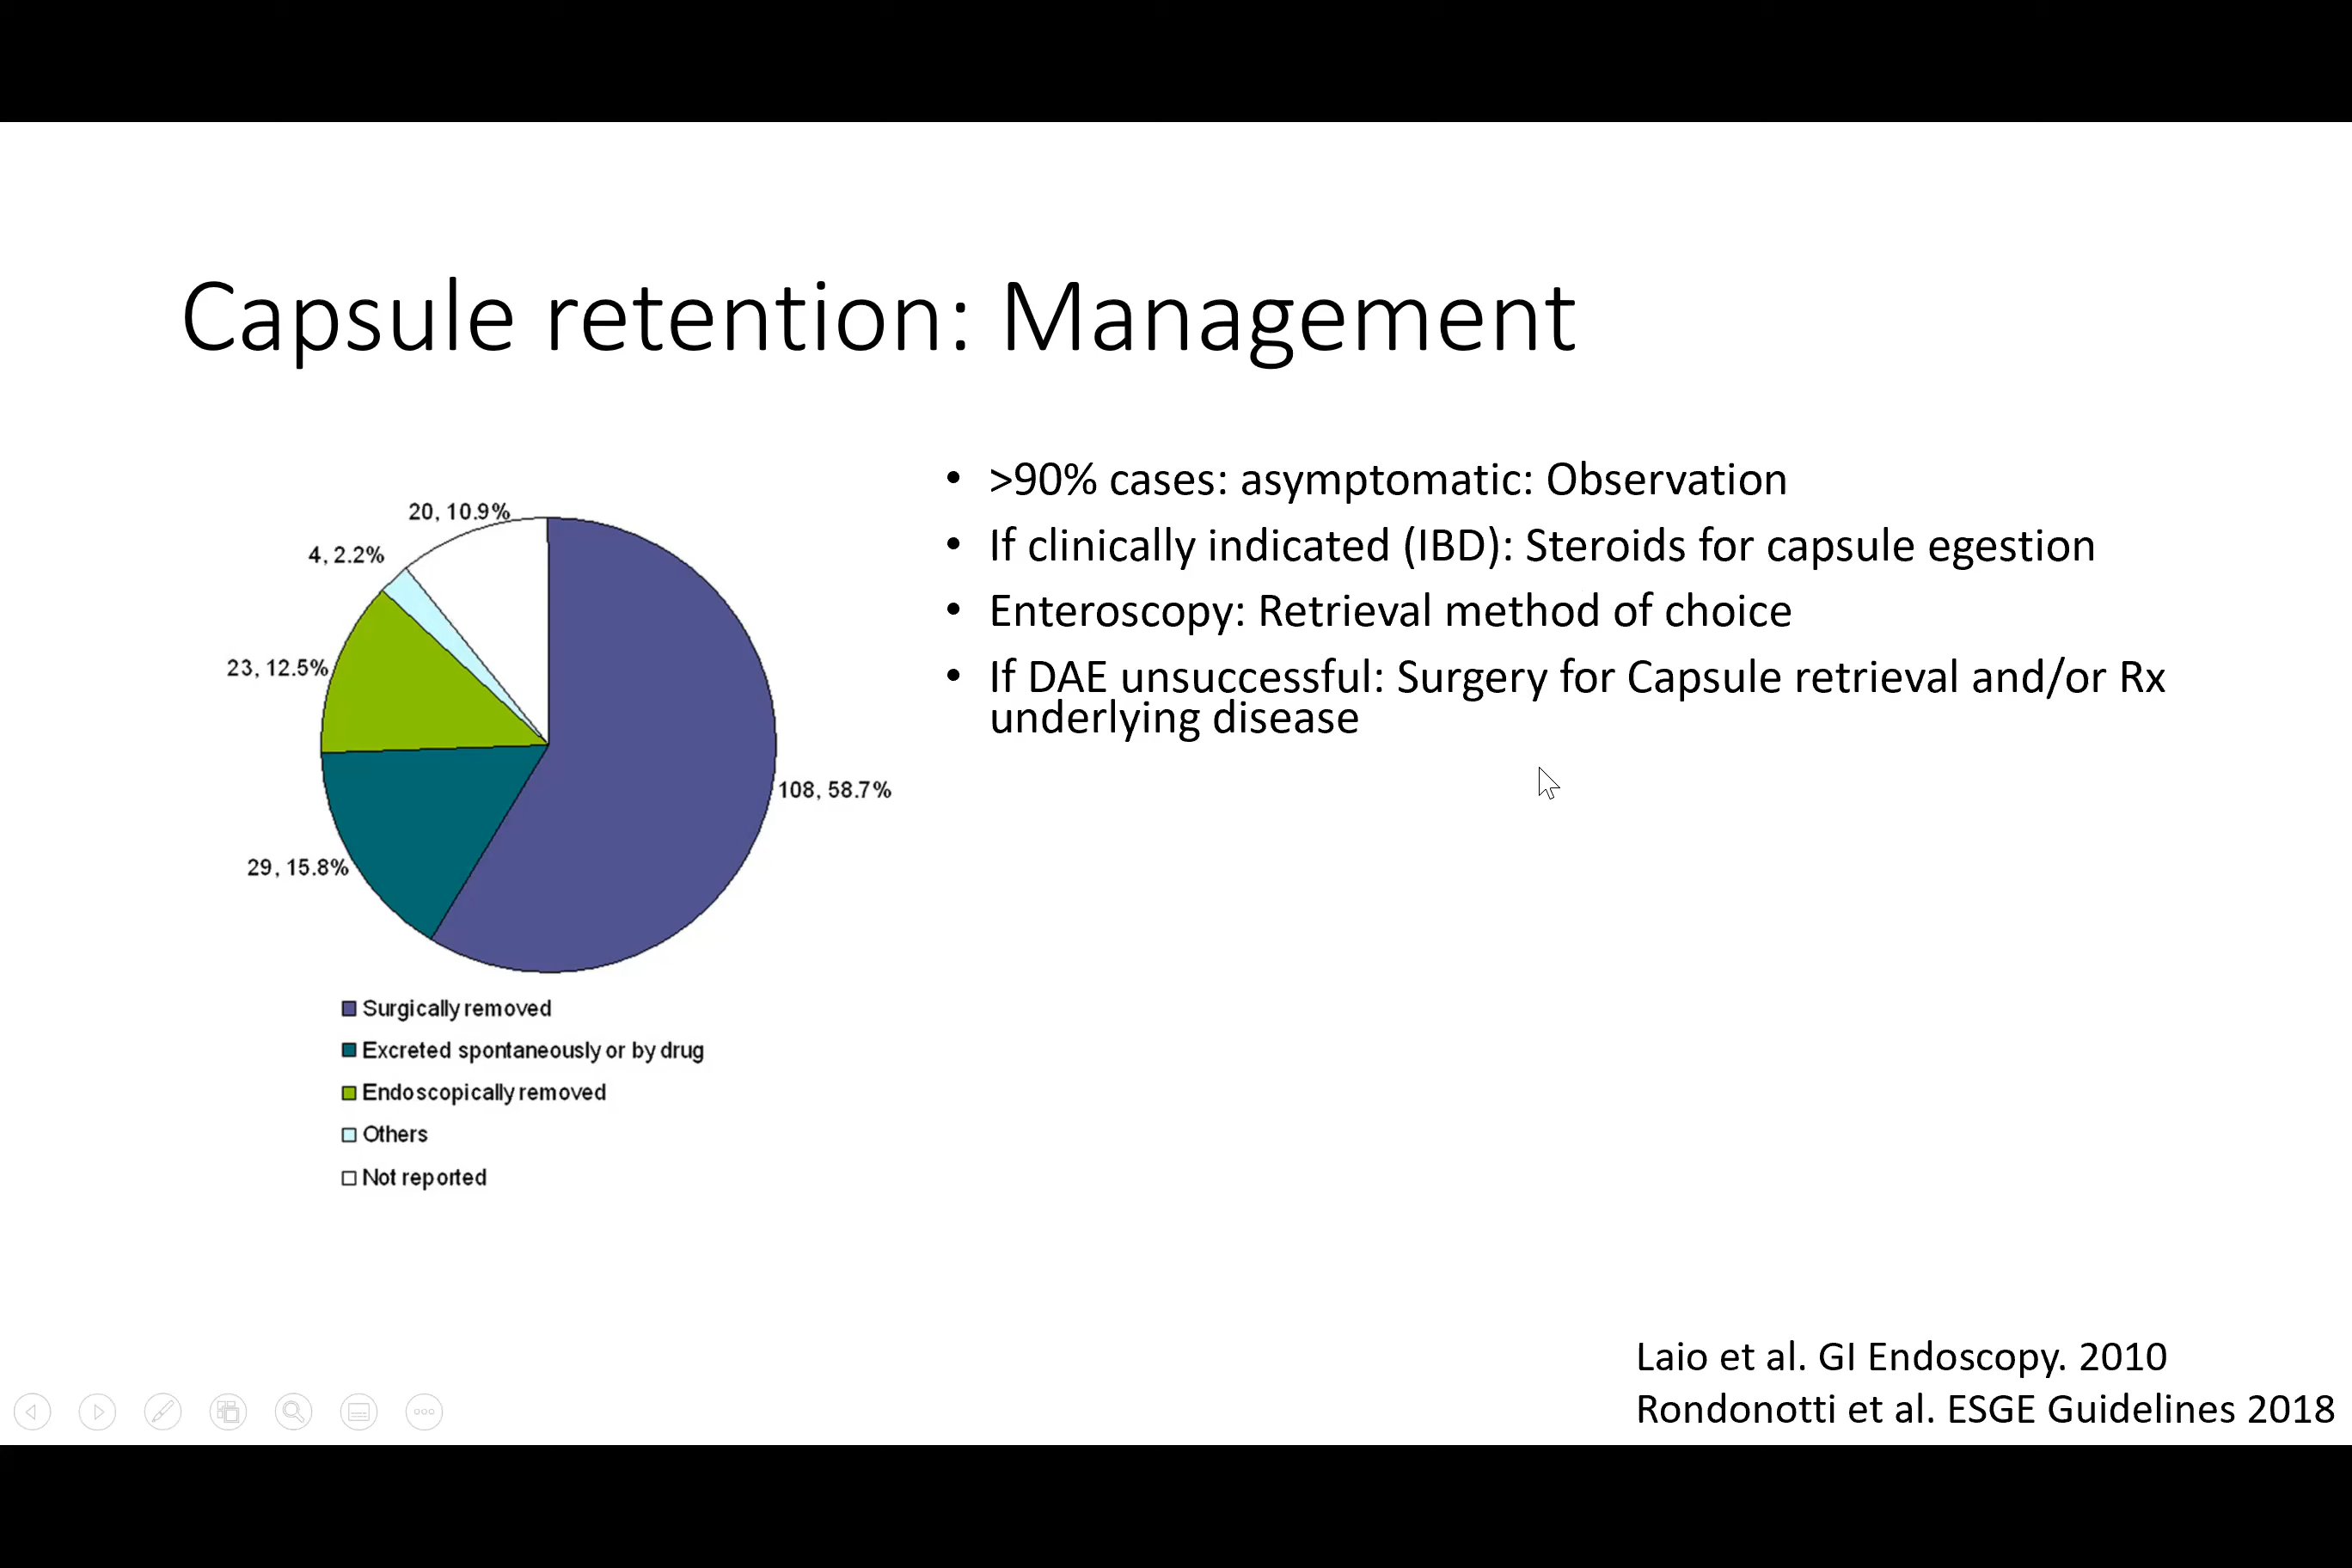 Capsule retention: Management
20, 10.9%
4, 2.2%
23, 12.5%
108, 58.7%
29, 15.8%
Surgically removed
Excreted spontaneously or by drug
Endoscopically removed
Others
Not reported
• >90% cases: asymptomatic: Observation
• If clinically indicated (IBD): Steroids for capsule egestion
• Enteroscopy: Retrieval method of choice
• If DAE unsuccessful: Surgery for Capsule retrieval and/or Rx
underlying disease
Laio et al. GI Endoscopy. 2010
Rondonotti et al. ESGE Guidelines 2018